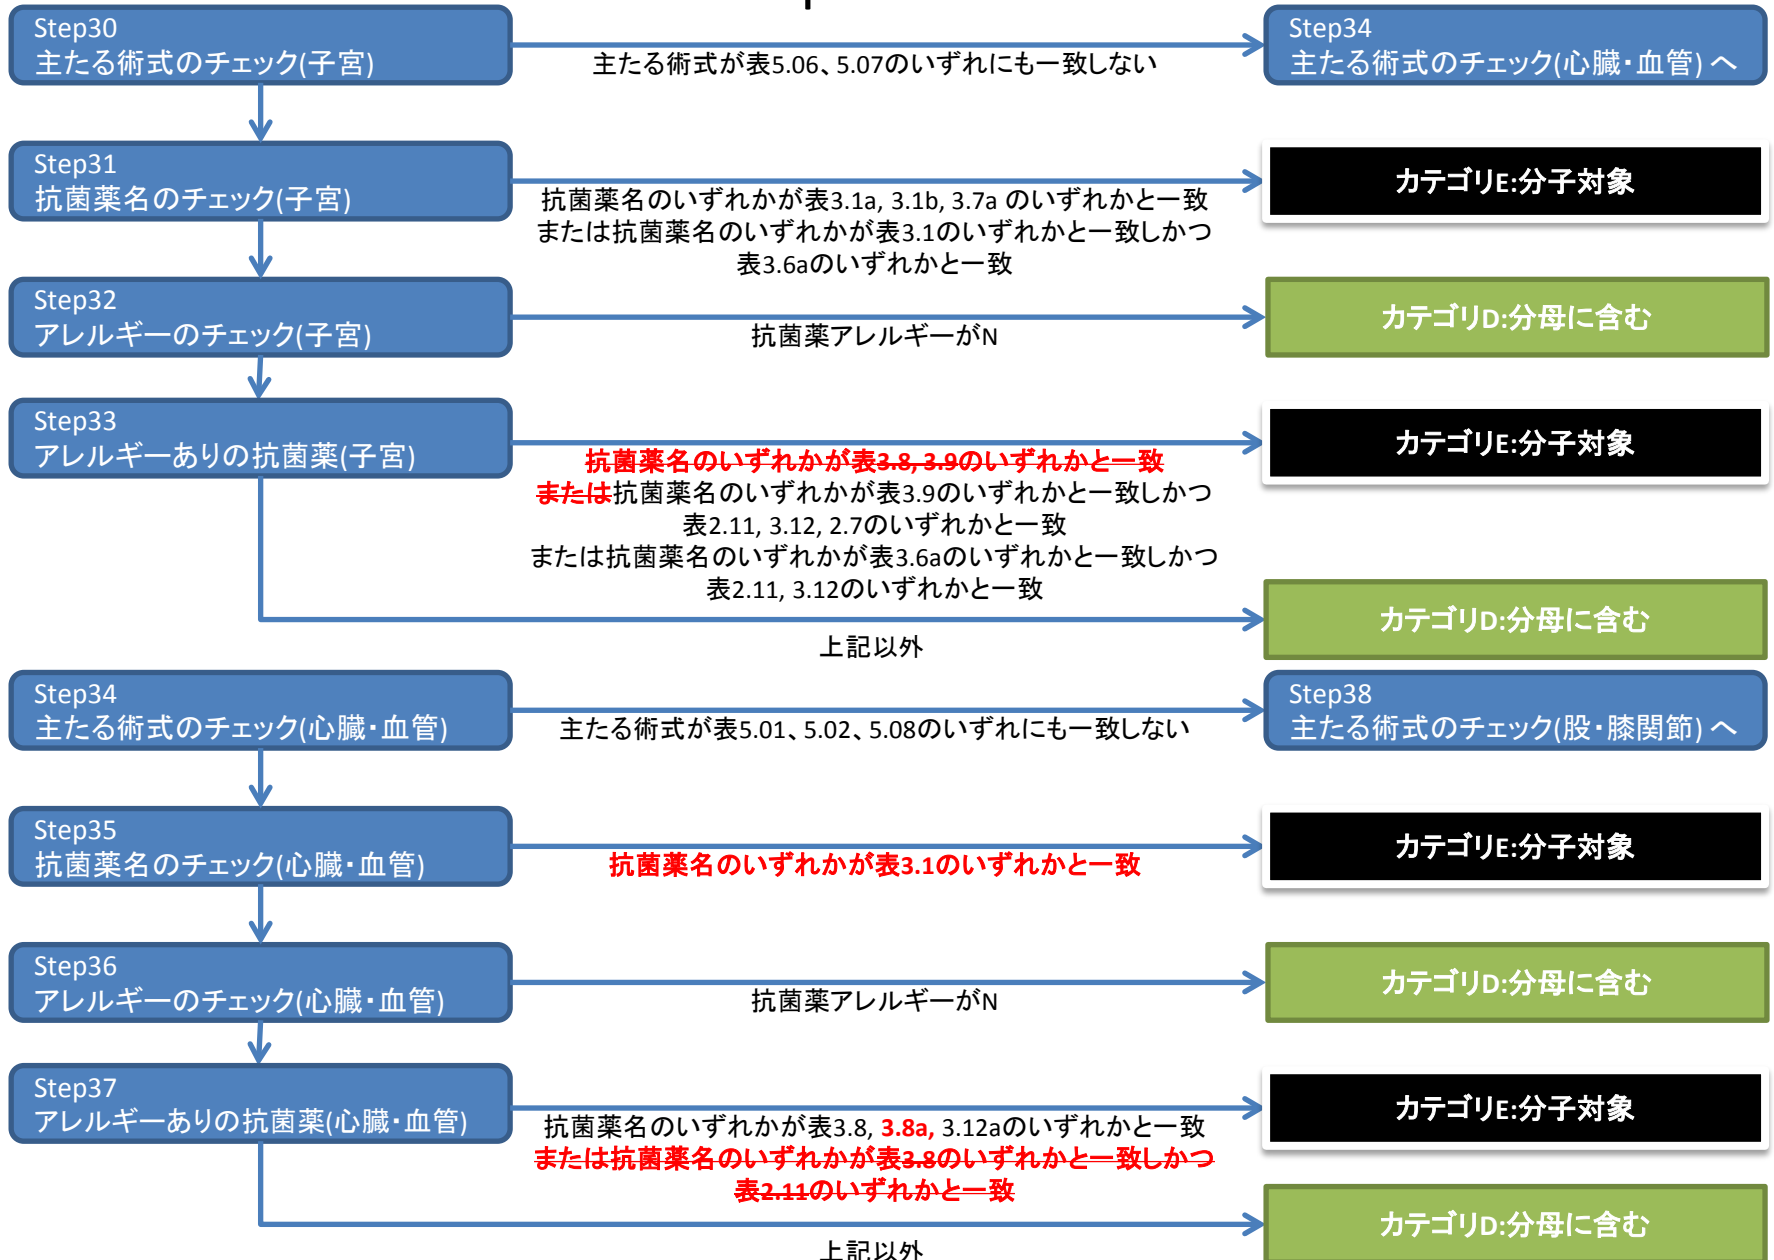 Step30
主たる術式のチェック(子宮)
主たる術式が表5.06、5.07のいずれにも一致しない
Step34
主たる術式のチェック(心臓・血管) へ
Step31
抗菌薬名のチェック(子宮)
抗菌薬名のいずれかが表3.1a, 3.1b, 3.7a のいずれかと一致
または抗菌薬名のいずれかが表3.1のいずれかと一致しかつ
表3.6aのいずれかと一致
カテゴリE:分子対象
Step32
アレルギーのチェック(子宮)
抗菌薬アレルギーがN
カテゴリD:分母に含む
Step33
アレルギーありの抗菌薬(子宮)
抗菌薬名のいずれかが表3.8, 3.9のいずれかと一致
または抗菌薬名のいずれかが表3.9のいずれかと一致しかつ
表2.11, 3.12, 2.7のいずれかと一致
または抗菌薬名のいずれかが表3.6aのいずれかと一致しかつ
表2.11, 3.12のいずれかと一致
カテゴリE:分子対象
上記以外
カテゴリD:分母に含む
Step34
主たる術式のチェック(心臓・血管)
主たる術式が表5.01、5.02、5.08のいずれにも一致しない
Step38
主たる術式のチェック(股・膝関節) へ
Step35
抗菌薬名のチェック(心臓・血管)
抗菌薬名のいずれかが表3.1のいずれかと一致
カテゴリE:分子対象
Step36
アレルギーのチェック(心臓・血管)
抗菌薬アレルギーがN
カテゴリD:分母に含む
Step37
アレルギーありの抗菌薬(心臓・血管)
抗菌薬名のいずれかが表3.8, 3.8a, 3.12aのいずれかと一致
または抗菌薬名のいずれかが表3.8のいずれかと一致しかつ
表2.11のいずれかと一致
カテゴリE:分子対象
上記以外
カテゴリD:分母に含む